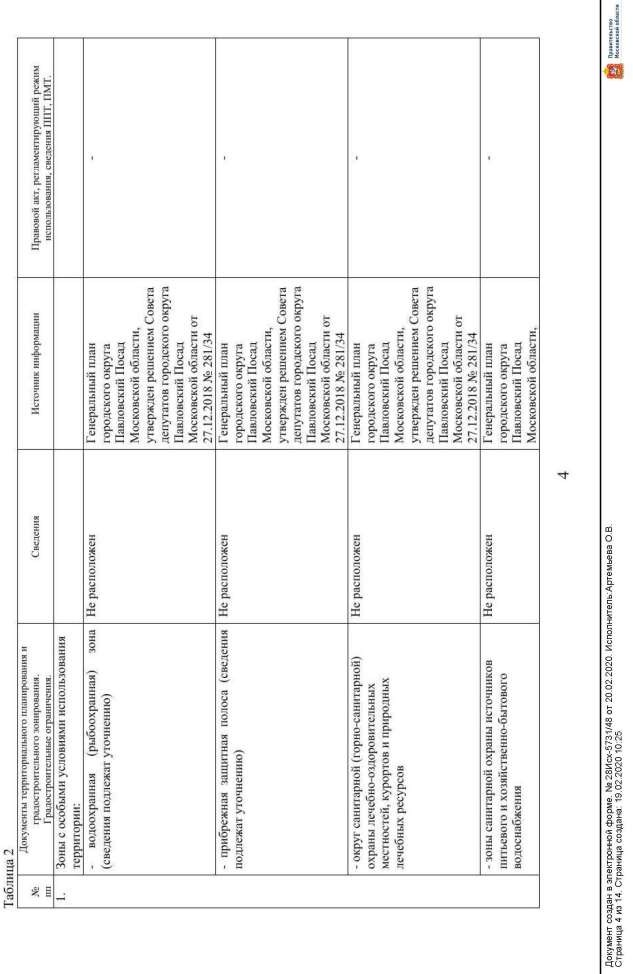 Таблица 2
№
пп
Документы территориального планирования и
градостроительного зонирования.
Градостроительные ограничения.
Сведения
Источник информации
Правовой акт, регламентирующий режим
использования, сведения ППТ, ПМТ.
1.
Зоны с особыми условиями использования
территории:
- водоохранная (рыбоохранная) зона
(сведения подлежат уточнению)
Не расположен
Генеральный план
городского округа
Павловский Посад
Московской области,
утвержден решением Совета
депутатов городского округа
Павловский Посад
Московской области от
27.12.2018 № 281/34
-
- прибрежная защитная полоса (сведения
подлежат уточнению)
Не расположен
Генеральный план
городского округа
Павловский Посад
Московской области,
утвержден решением Совета
депутатов городского округа
Павловский Посад
Московской области от
27.12.2018 № 281/34
-
- округ санитарной (горно-санитарной)
охраны лечебно-оздоровительных
местностей, курортов и природных
лечебных ресурсов
Не расположен
Генеральный план
городского округа
Павловский Посад
Московской области,
утвержден решением Совета
депутатов городского округа
Павловский Посад
Московской области от
27.12.2018 № 281/34
-
- зоны санитарной охраны источников
питьевого и хозяйственно-бытового
водоснабжения
Не расположен
Генеральный план
городского округа
Павловский Посад
Московской области,
-
4
Документ создан в электронной форме. № 28Исх-5731/48 от 20.02.2020. Исполнитель:Артемьева О.В.
Страница 4 из 14. Страница создана: 19.02.2020 10:25
Правительство
Московской области